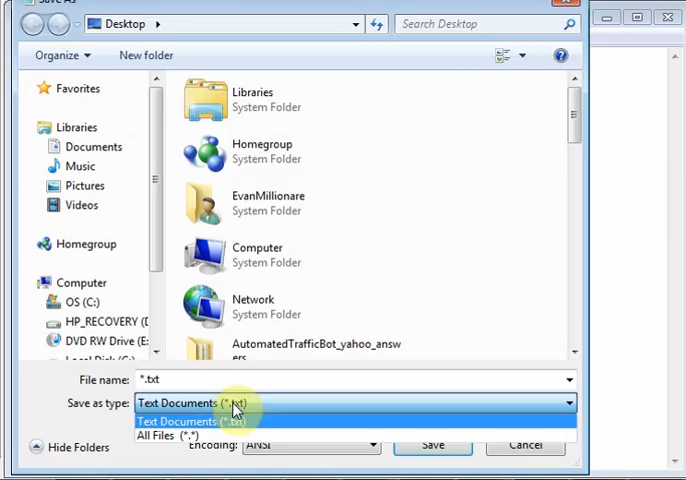 Save As
Desktop
Search Desktop
Organize
New folder
Favorites
Libraries
Documents
Music
Pictures
Videos
Homegroup
Computer
OS (C:)
HP_RECOVERY (D
DVD RW Drive (E:
Local Disk (
Libraries
System Folder
Homegroup
System Folder
EvanMillionare
System Folder
Computer
System Folder
Network
System Folder
AutomatedTrafficBot_yahoo_answ
ers
File name:
*.txt
Save as type:
Text Documents (*.txt)
Text Documents (*.txt)
All Files (*.*)
Hide Folders
Encoding:
ANSI
Save
Cancel